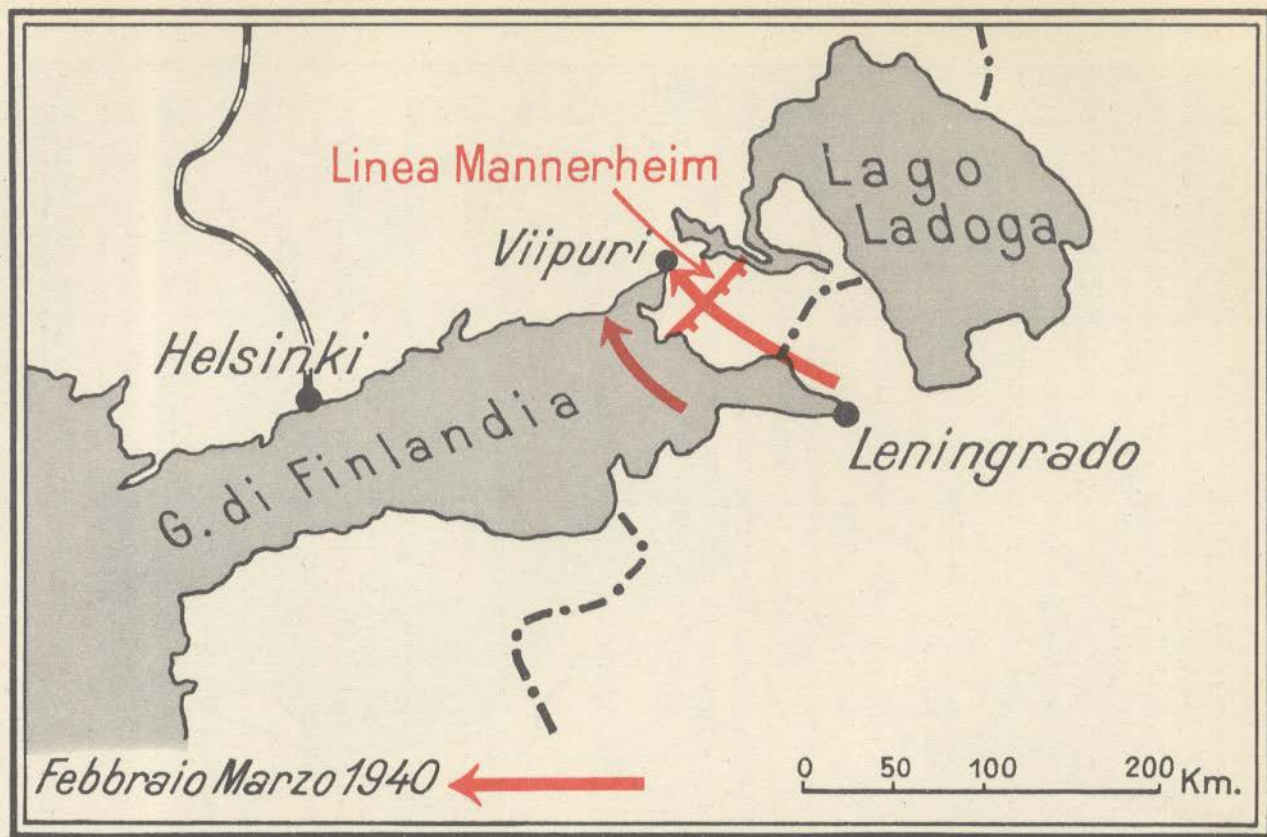 Linea Mannerheim
Lago
Ladoga
Viipuri
Helsinki
G. di Finlandia
Leningrado
Febbraio Marzo 1940
0 50 100 200 Km.